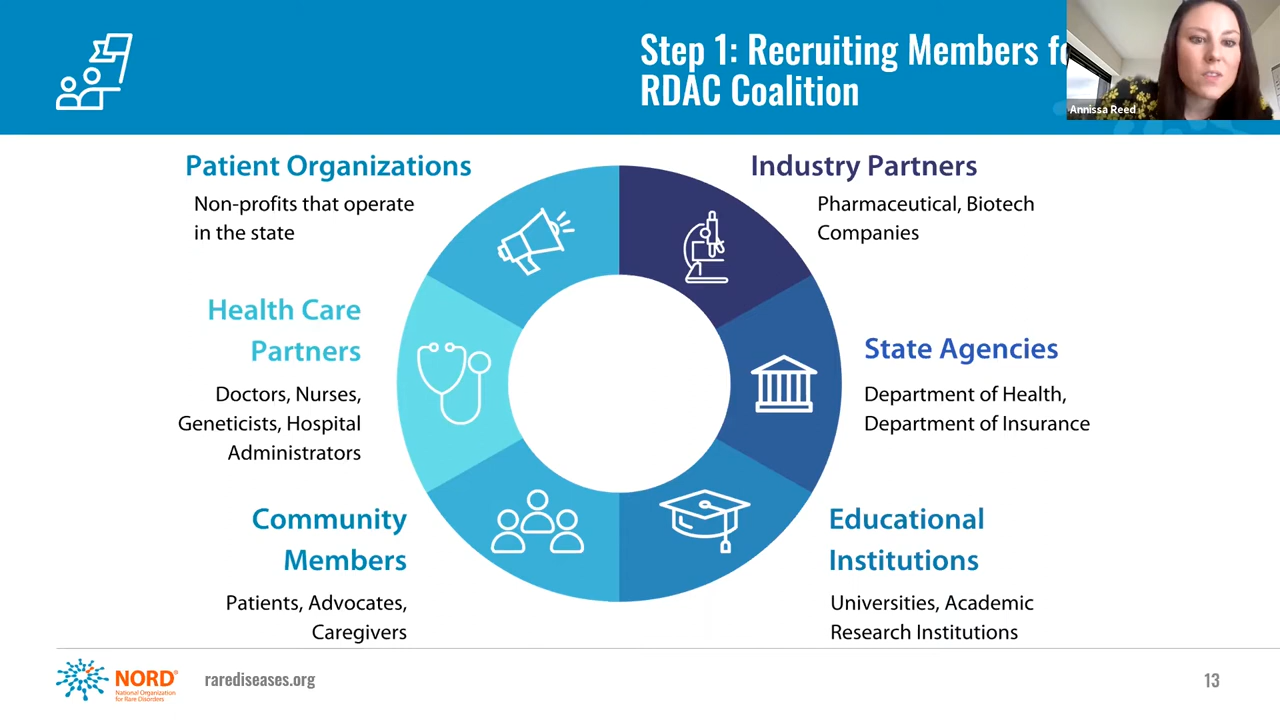 Step 1: Recruiting Members
RDAC Coalition
Annissa Reed
Patient Organizations
Non-profits that operate
in the state
Industry Partners
Pharmaceutical, Biotech
Companies
Health Care
Partners
Doctors, Nurses,
Geneticists, Hospital
Administrators
State Agencies
Department of Health,
Department of Insurance
Community
Members
Patients, Advocates,
Caregivers
Educational
Institutions
Universities, Academic
Research Institutions
NORD®
National Organization
for Rare Disorders
rarediseases.org
13